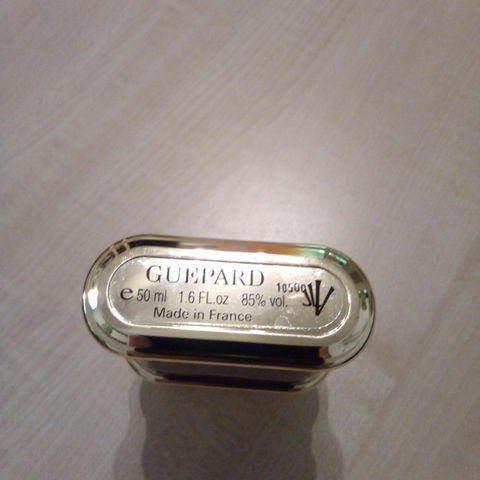 GUEPARD
e 50 ml 1.6 FL.oz 85% vol.
Made in France